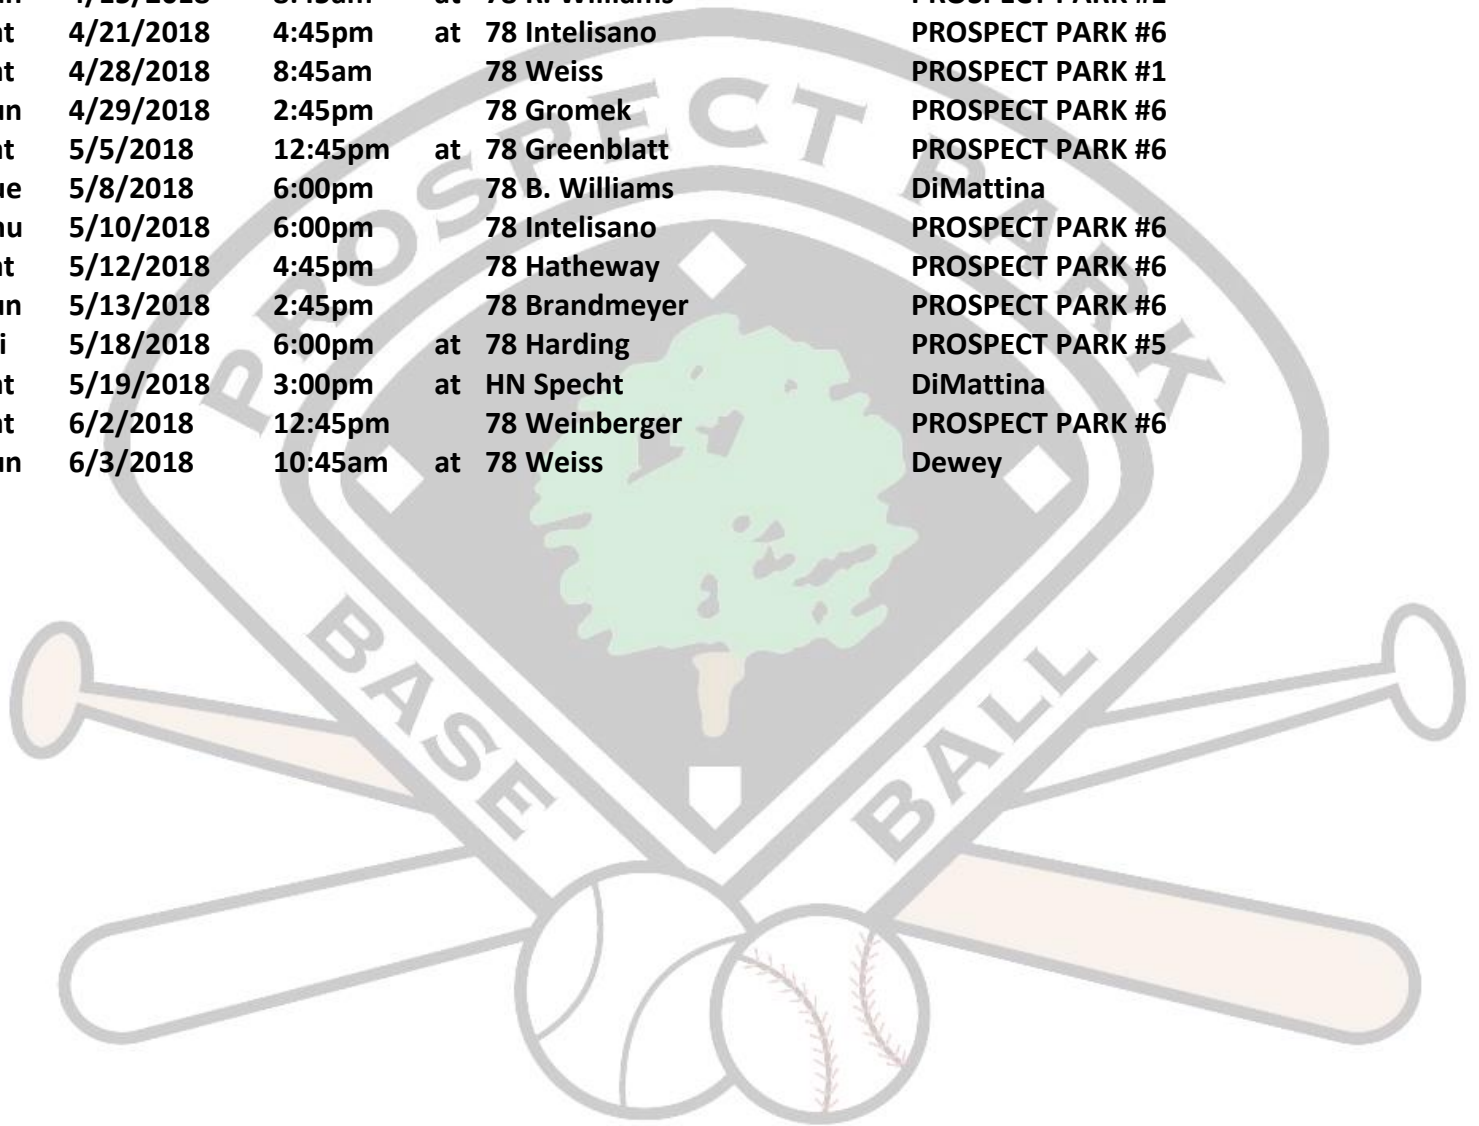 at 4/21/2018 4:45pm at 78 Intelisano PROSPECT PARK #6
at 4/28/2018 8:45am 78 Weiss PROSPECT PARK #1
un 4/29/2018 2:45pm 78 Gromek PROSPECT PARK #6
at 5/5/2018 12:45pm at 78 Greenblatt PROSPECT PARK #6
ue 5/8/2018 6:00pm 78 B. Williams DiMattina
hu 5/10/2018 6:00pm 78 Intelisano PROSPECT PARK #6
at 5/12/2018 4:45pm 78 Hatheway PROSPECT PARK #6
un 5/13/2018 2:45pm 78 Brandmeyer PROSPECT PARK #6
i 5/18/2018 6:00pm at 78 Harding PROSPECT PARK #5
at 5/19/2018 3:00pm at HN Specht DiMattina
at 6/2/2018 12:45pm 78 Weinberger PROSPECT PARK #6
un 6/3/2018 10:45am at 78 Weiss Dewey
PROSPECT PARK
BASE BALL